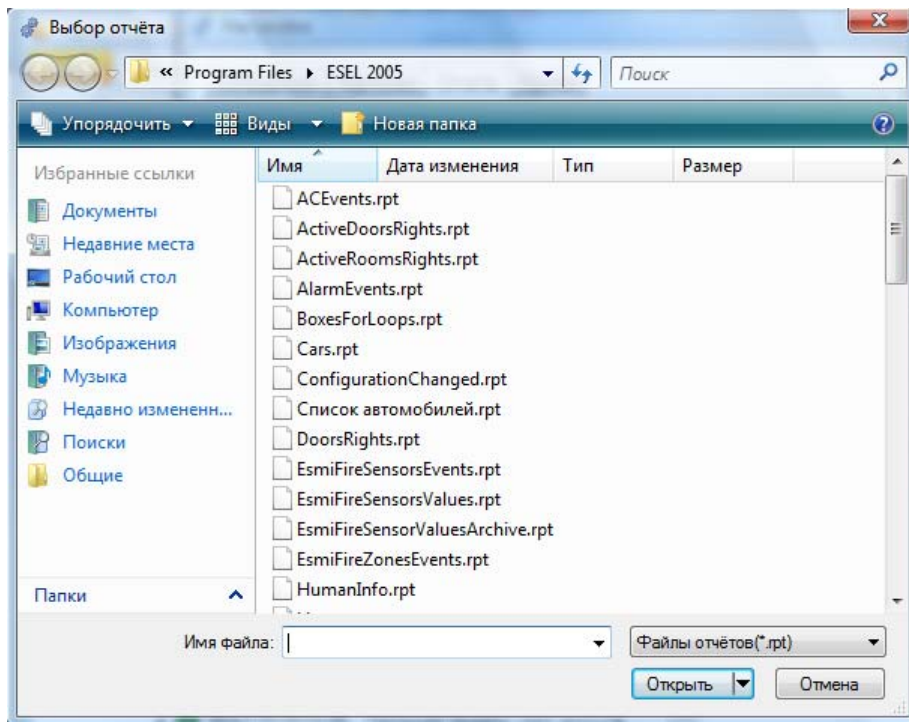 Выбор отчёта
« Program Files ▸ ESEL 2005
Поиск
Упорядочить Виды Новая папка
Избранные ссылки
Документы
Недавние места
Рабочий стол
Компьютер
Изображения
Музыка
Недавно измененн...
Поиски
Общие
Папки
Имя Дата изменения Тип Размер
ACEvents.rpt
ActiveDoorsRights.rpt
ActiveRoomsRights.rpt
AlarmEvents.rpt
BoxesForLoops.rpt
Cars.rpt
ConfigurationChanged.rpt
Список автомобилей.rpt
DoorsRights.rpt
EsmiFireSensorsEvents.rpt
EsmiFireSensorsValues.rpt
EsmiFireSensorValuesArchive.rpt
EsmiFireZonesEvents.rpt
HumanInfo.rpt
Имя файла:
Файлы отчётов(*.rpt)
Открыть Отмена